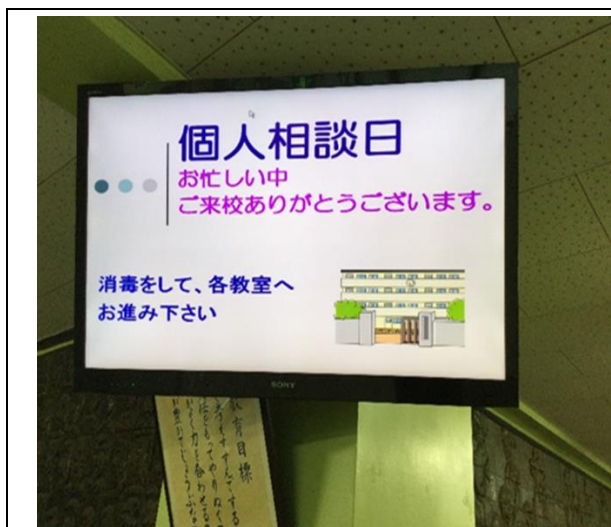 個人相談日
お忙しい中
ご来校ありがとうございます。
消毒をして、各教室へ
お進み下さい
SONY
教育目標